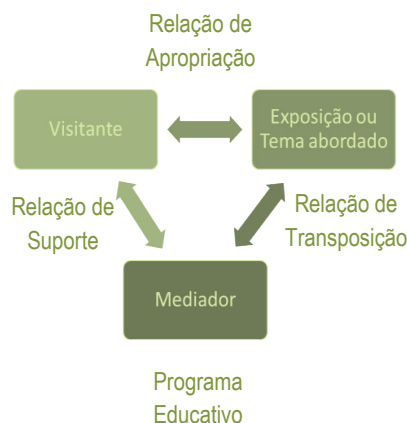 Relação de
Apropriação
Visitante
Exposição ou
Tema abordado
Relação de
Suporte
Relação de
Transposição
Mediador
Programa
Educativo